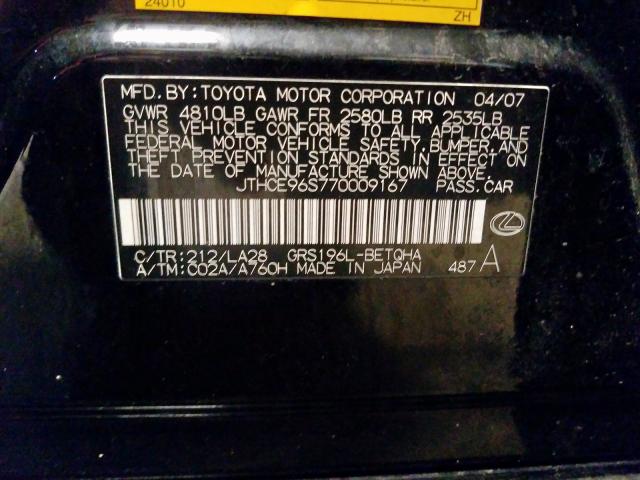 24010
ZH
MFD. BY: TOYOTA MOTOR CORPORATION 04/07
GVWR 4810LB GAWR FR 2580LB RR 2535LB
THIS VEHICLE CONFORMS TO ALL APPLICABLE
FEDERAL MOTOR VEHICLE SAFETY, BUMPER, AND
THEFT PREVENTION STANDARDS IN EFFECT ON
THE DATE OF MANUFACTURE SHOWN ABOVE.
JTHCE96S770009167 PASS. CAR
C/TR: 212/LA28 GRS196L-BETQHA
A/TM: C02A/A760H MADE IN JAPAN 487 A